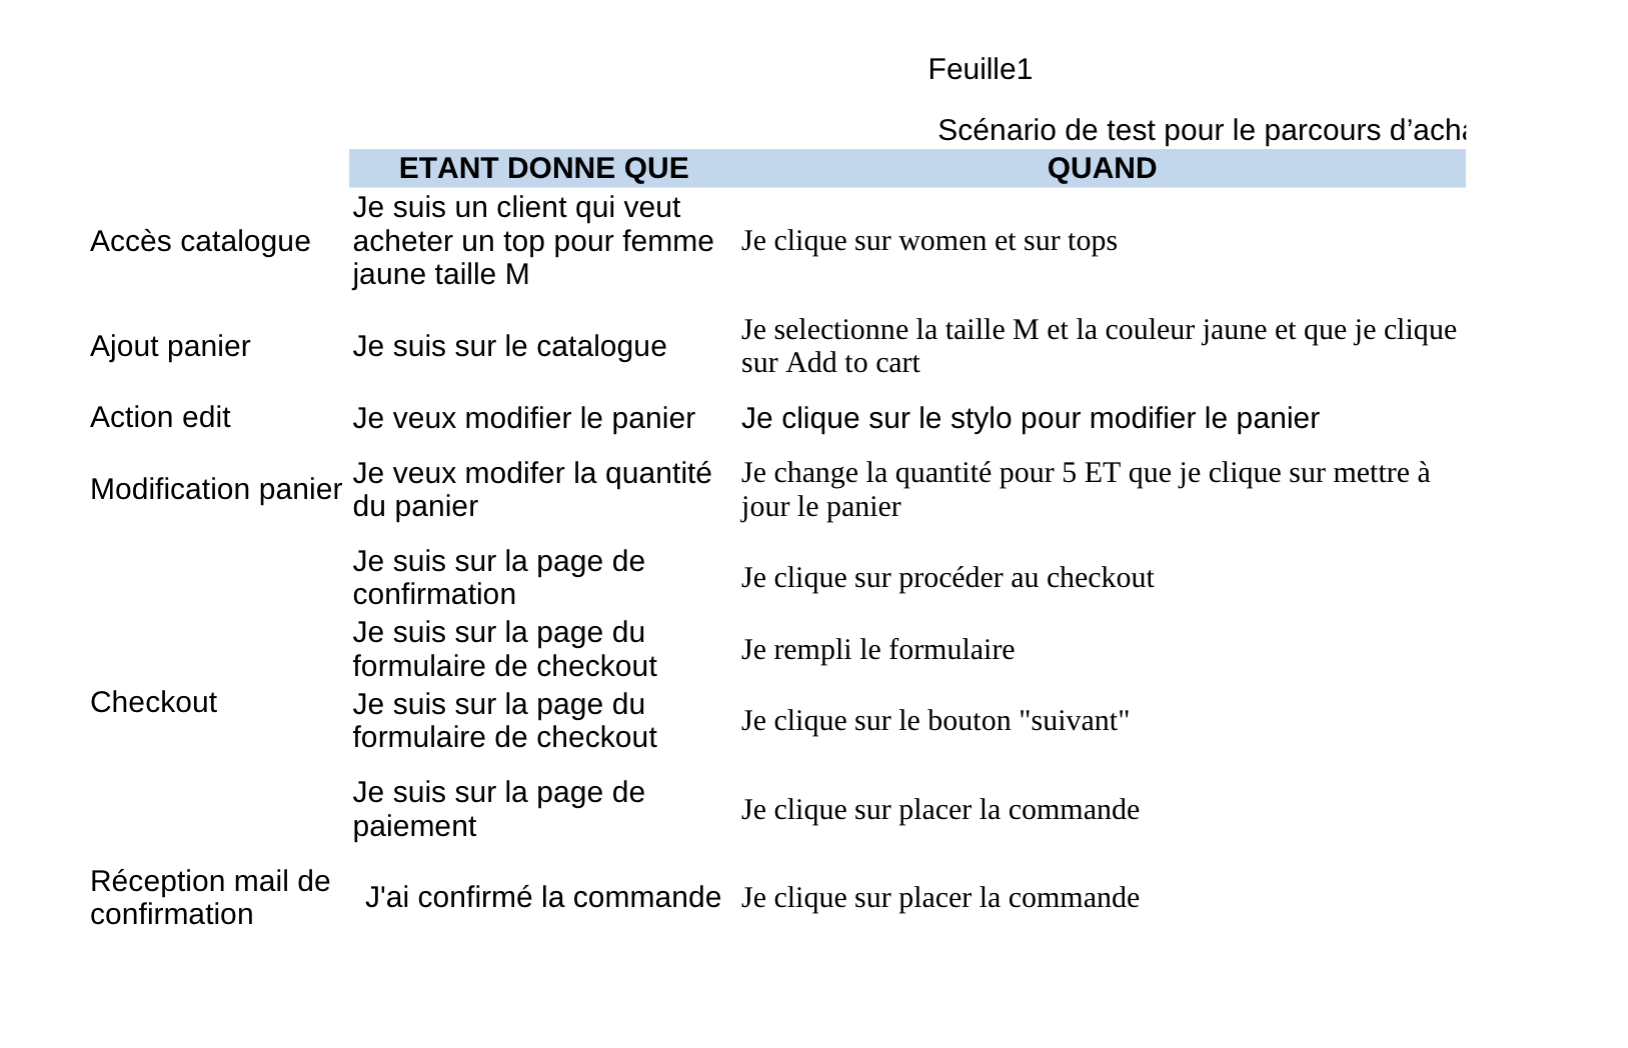 Feuille1
Scénario de test pour le parcours d’acha
ETANT DONNE QUE QUAND
Accès catalogue
Je suis un client qui veut
acheter un top pour femme
jaune taille M
Je clique sur women et sur tops
Ajout panier
Je suis sur le catalogue
Je selectionne la taille M et la couleur jaune et que je clique
sur Add to cart
Action edit
Je veux modifier le panier
Je clique sur le stylo pour modifier le panier
Modification panier
Je veux modifer la quantité
du panier
Je change la quantité pour 5 ET que je clique sur mettre à
jour le panier
Checkout
Je suis sur la page de
confirmation
Je clique sur procéder au checkout
Je suis sur la page du
formulaire de checkout
Je rempli le formulaire
Je suis sur la page du
formulaire de checkout
Je clique sur le bouton "suivant"
Je suis sur la page de
paiement
Je clique sur placer la commande
Réception mail de
confirmation
J'ai confirmé la commande
Je clique sur placer la commande